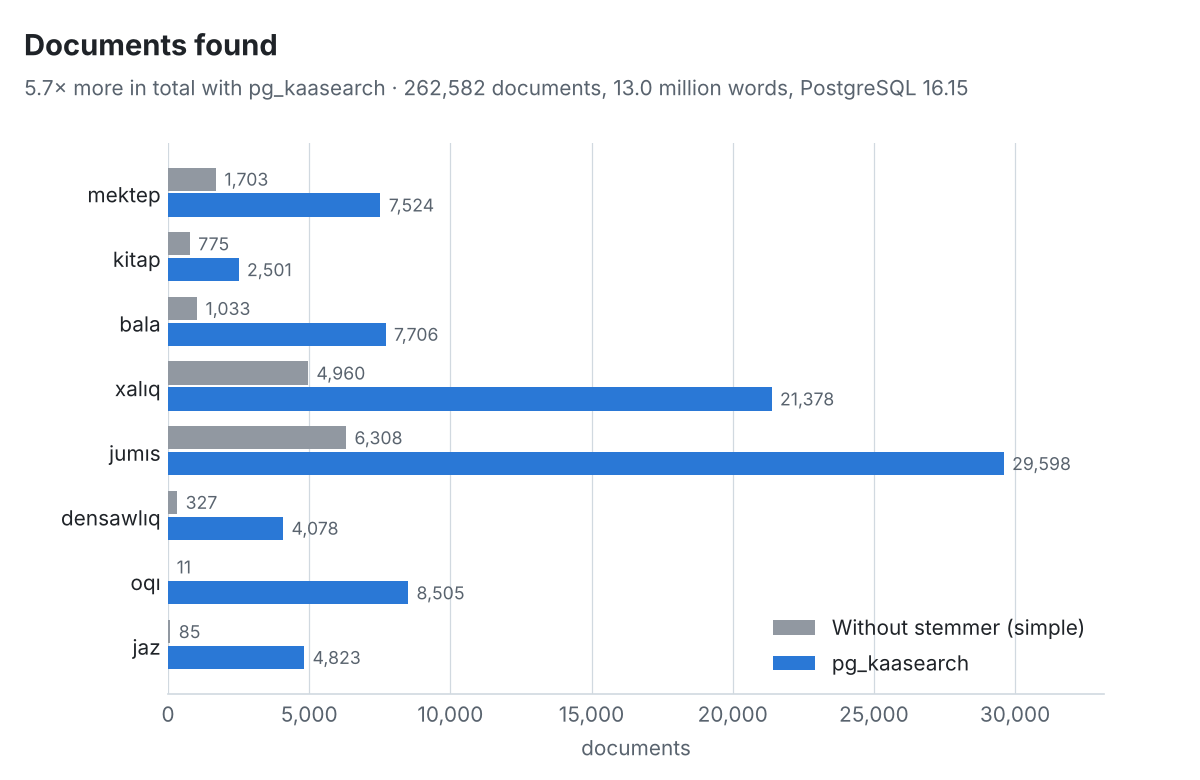 Documents found
5.7× more in total with pg_kaasearch · 262,582 documents, 13.0 million words, PostgreSQL 16.15
mektep
1,703
7,524
kitap
775
2,501
bala
1,033
7,706
xalıq
4,960
21,378
jumıs
6,308
29,598
densawlıq
327
4,078
oqı
11
8,505
jaz
85
4,823
Without stemmer (simple)
pg_kaasearch
0 5,000 10,000 15,000 20,000 25,000 30,000
documents